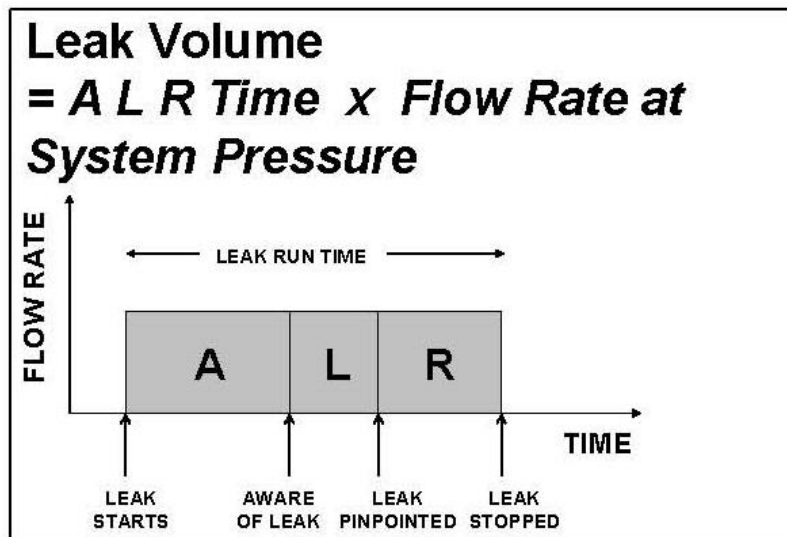 Leak Volume
= A L R Time x Flow Rate at
System Pressure
FLOW RATE
LEAK RUN TIME
A L R
TIME
LEAK STARTS
AWARE OF LEAK
LEAK PINPOINTED
LEAK STOPPED